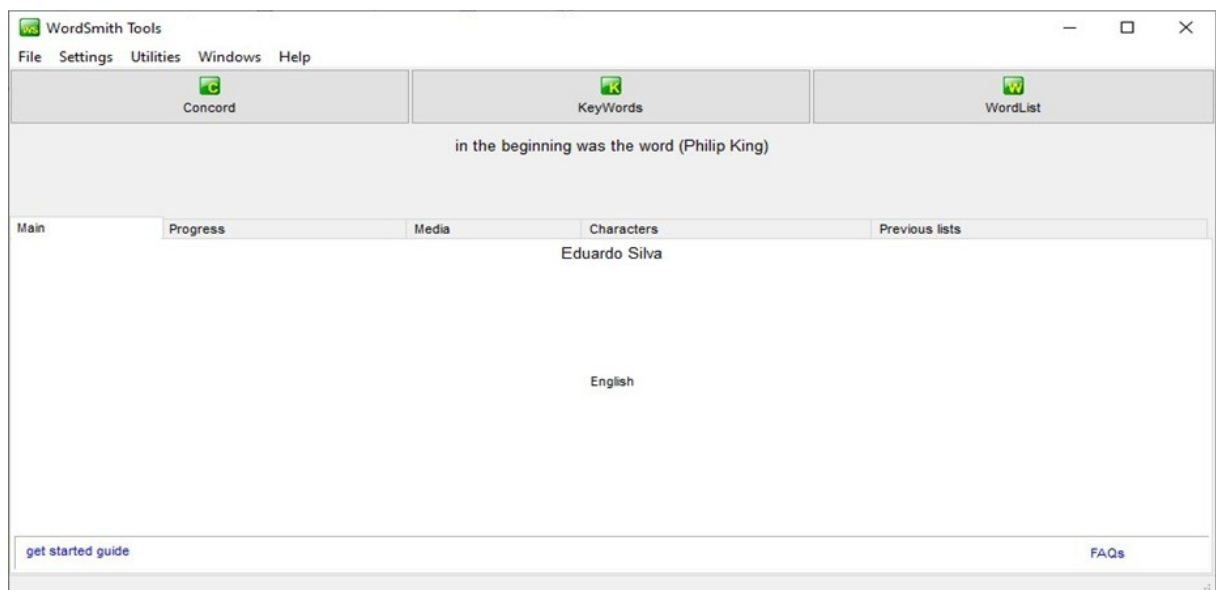 WS WordSmith Tools
File Settings Utilities Windows Help
C K W
Concord KeyWords WordList
in the beginning was the word (Philip King)
Main Progress Media Characters Previous lists
Eduardo Silva
English
get started guide FAQs